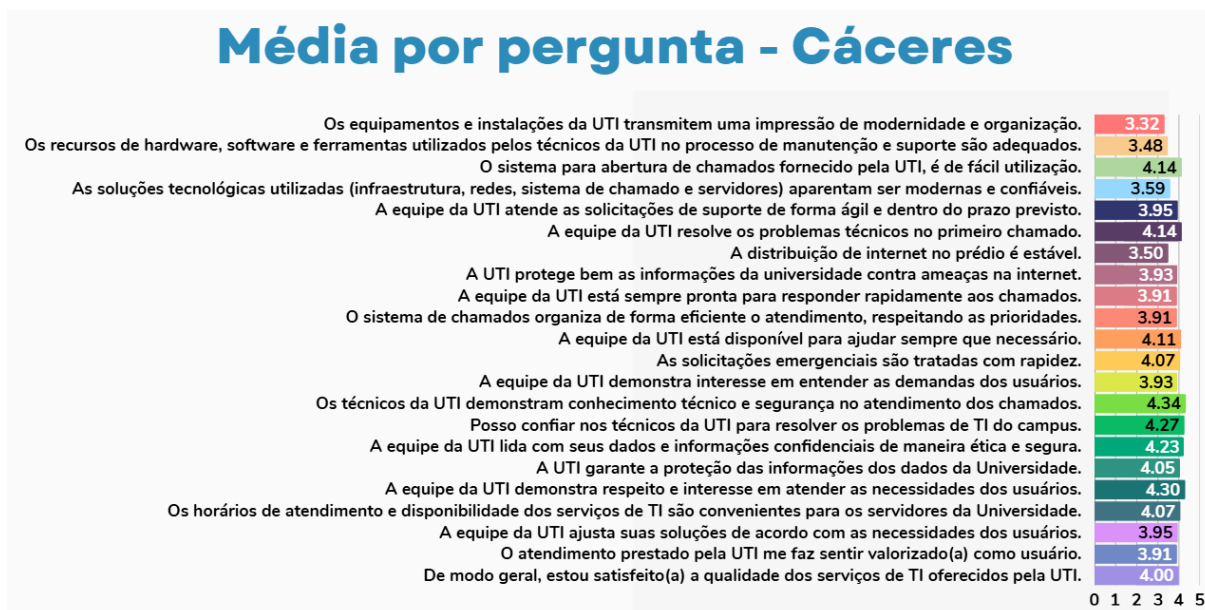 Média por pergunta - Cáceres
Os equipamentos e instalações da UTI transmitem uma impressão de modernidade e organização. 3.32
Os recursos de hardware, software e ferramentas utilizados pelos técnicos da UTI no processo de manutenção e suporte são adequados. 3.48
O sistema para abertura de chamados fornecido pela UTI, é de fácil utilização. 4.14
As soluções tecnológicas utilizadas (infraestrutura, redes, sistema de chamado e servidores) aparentam ser modernas e confiáveis. 3.59
A equipe da UTI atende as solicitações de suporte de forma ágil e dentro do prazo previsto. 3.95
A equipe da UTI resolve os problemas técnicos no primeiro chamado. 4.14
A distribuição de internet no prédio é estável. 3.50
A UTI protege bem as informações da universidade contra ameaças na internet. 3.93
A equipe da UTI está sempre pronta para responder rapidamente aos chamados. 3.91
O sistema de chamados organiza de forma eficiente o atendimento, respeitando as prioridades. 3.91
A equipe da UTI está disponível para ajudar sempre que necessário. 4.11
As solicitações emergenciais são tratadas com rapidez. 4.07
A equipe da UTI demonstra interesse em entender as demandas dos usuários. 3.93
Os técnicos da UTI demonstram conhecimento técnico e segurança no atendimento dos chamados. 4.34
Posso confiar nos técnicos da UTI para resolver os problemas de TI do campus. 4.27
A equipe da UTI lida com seus dados e informações confidenciais de maneira ética e segura. 4.23
A UTI garante a proteção das informações dos dados da Universidade. 4.05
A equipe da UTI demonstra respeito e interesse em atender as necessidades dos usuários. 4.30
Os horários de atendimento e disponibilidade dos serviços de TI são convenientes para os servidores da Universidade. 4.07
A equipe da UTI ajusta suas soluções de acordo com as necessidades dos usuários. 3.95
O atendimento prestado pela UTI me faz sentir valorizado(a) como usuário. 3.91
De modo geral, estou satisfeito(a) a qualidade dos serviços de TI oferecidos pela UTI. 4.00
0 1 2 3 4 5